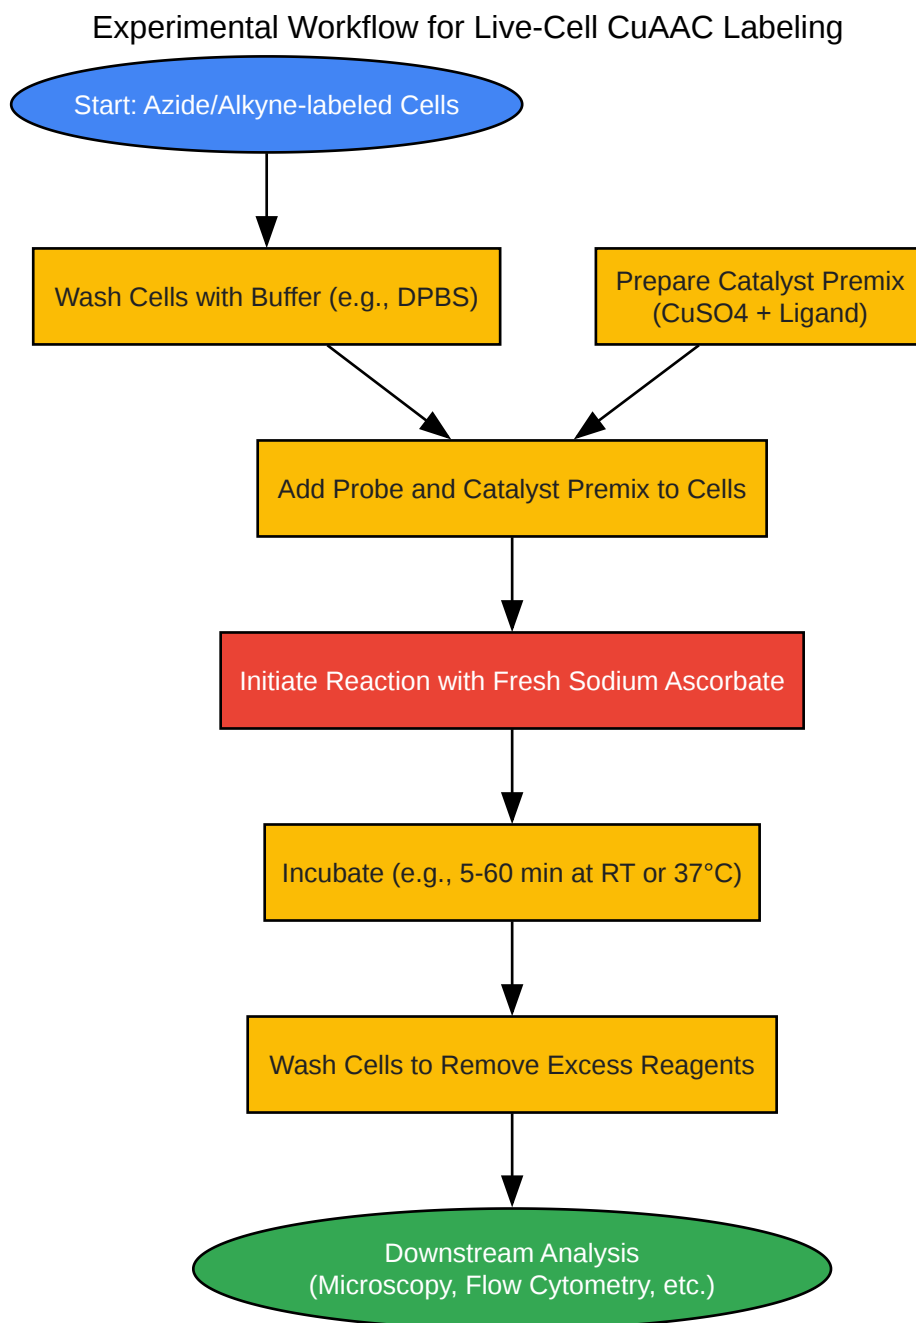 Experimental Workflow for Live-Cell CuAAC Labeling
Start: Azide/Alkyne-labeled Cells
Wash Cells with Buffer (e.g., DPBS)
Prepare Catalyst Premix
(CuSO4 + Ligand)
Add Probe and Catalyst Premix to Cells
Initiate Reaction with Fresh Sodium Ascorbate
Incubate (e.g., 5-60 min at RT or 37°C)
Wash Cells to Remove Excess Reagents
Downstream Analysis
(Microscopy, Flow Cytometry, etc.)